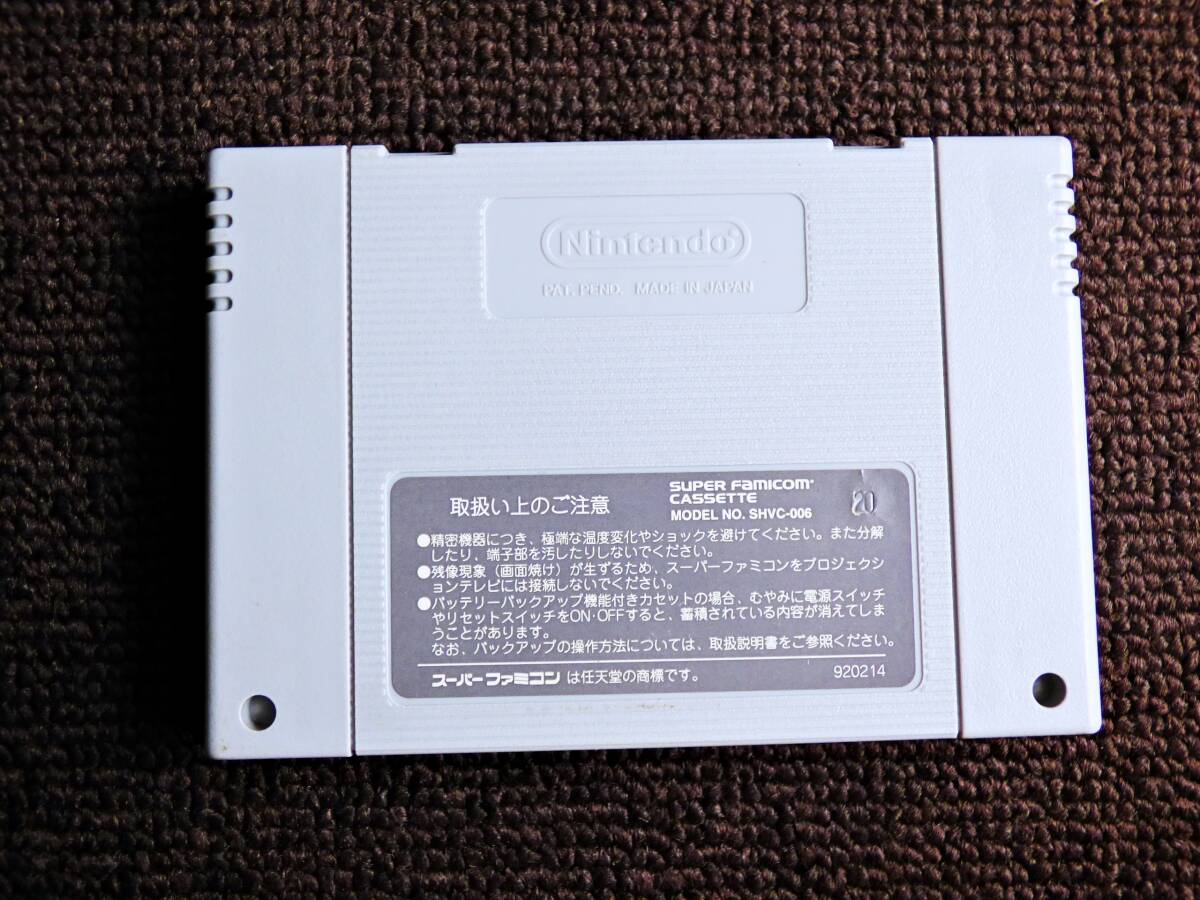 Nintendo®
PAT. PEND. MADE IN JAPAN
取扱い上のご注意
SUPER FAMICOM®
CASSETTE
MODEL NO. SHVC-006
20
●精密機器につき、極端な温度変化やショックを避けてください。また分解
したり、端子部を汚したりしないでください。
●残像現象（画面焼け）が生ずるため、スーパーファミコンをプロジェクシ
ョンテレビには接続しないでください。
●バッテリーバックアップ機能付きカセットの場合、むやみに電源スイッチ
やリセットスイッチをON・OFFすると、蓄積されている内容が消えてしま
うことがあります。
なお、バックアップの操作方法については、取扱説明書をご参照ください。
スーパーファミコン は任天堂の商標です。
920214